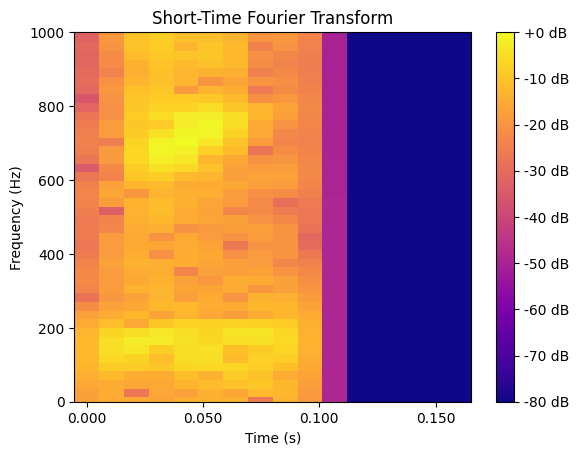 Short-Time Fourier Transform
1000
800
600
400
200
0
Frequency (Hz)
0.000
0.050
0.100
0.150
Time (s)
+0 dB
-10 dB
-20 dB
-30 dB
-40 dB
-50 dB
-60 dB
-70 dB
-80 dB